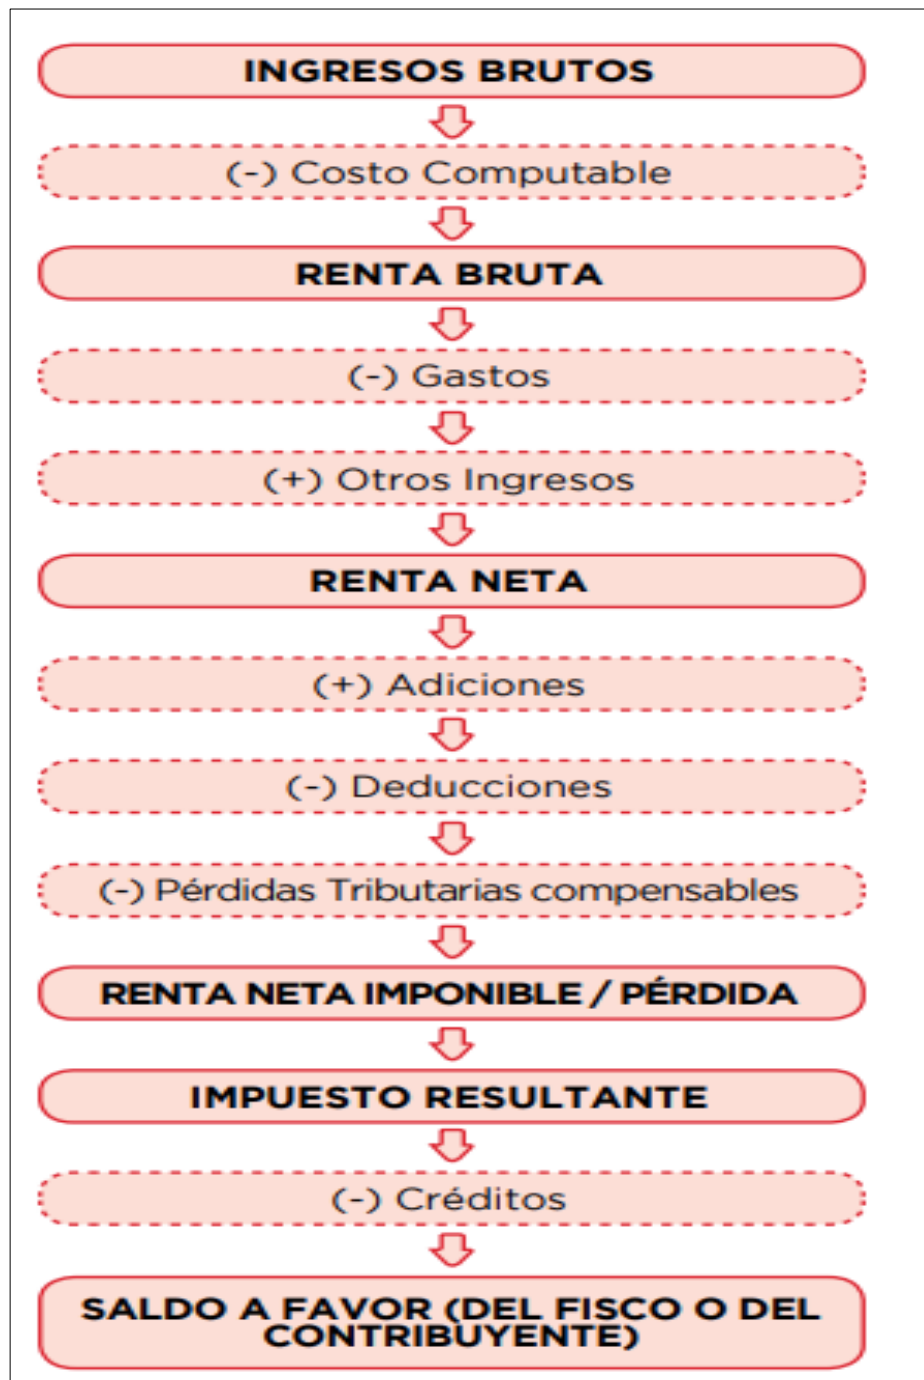 INGRESOS BRUTOS
(-) Costo Computable
RENTA BRUTA
(-) Gastos
(+) Otros Ingresos
RENTA NETA
(+) Adiciones
(-) Deducciones
(-) Pérdidas Tributarias compensables
RENTA NETA IMPONIBLE / PÉRDIDA
IMPUESTO RESULTANTE
(-) Créditos
SALDO A FAVOR (DEL FISCO O DEL
CONTRIBUYENTE)